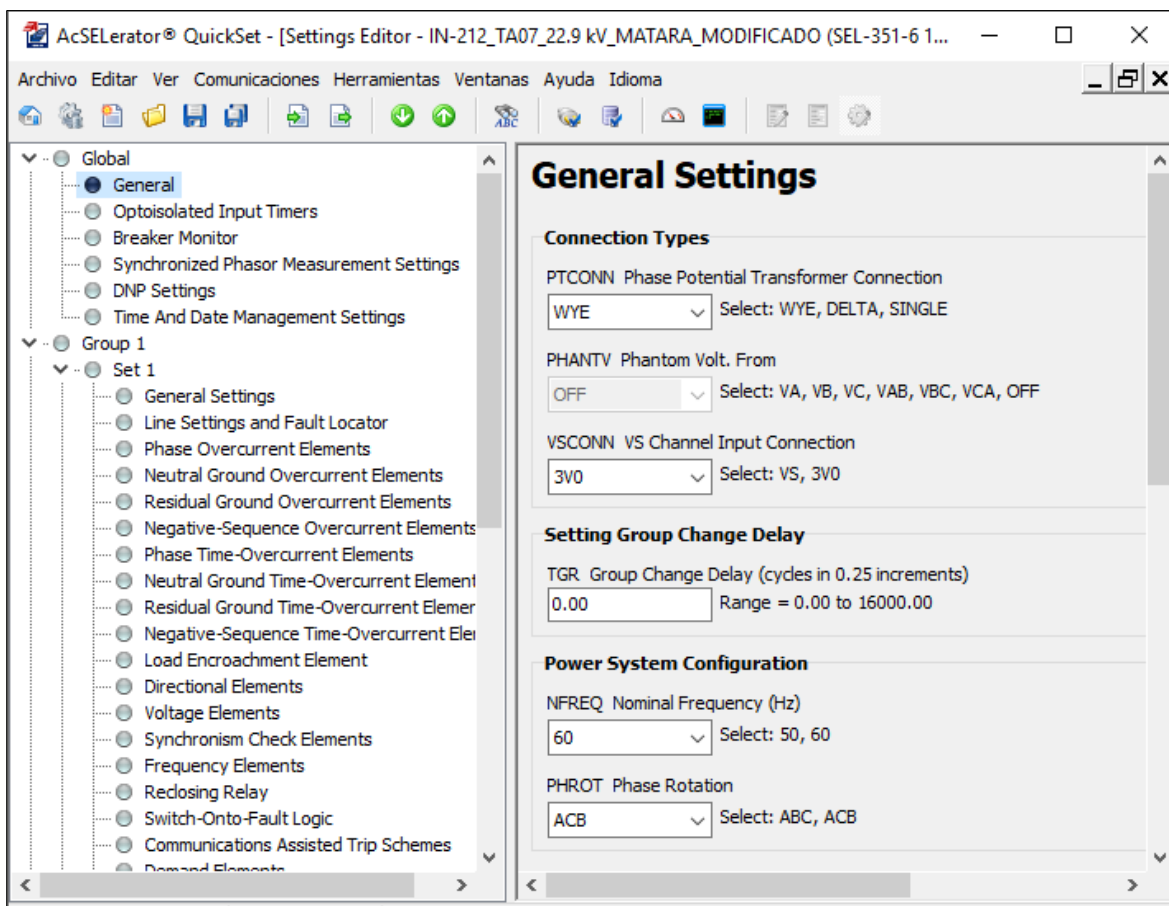 AcSELerator® QuickSet - [Settings Editor - IN-212_TA07_22.9 kV_MATARA_MODIFICADO (SEL-351-6 1...
Archivo Editar Ver Comunicaciones Herramientas Ventanas Ayuda Idioma
Global
General
Optoisolated Input Timers
Breaker Monitor
Synchronized Phasor Measurement Settings
DNP Settings
Time And Date Management Settings
Group 1
Set 1
General Settings
Line Settings and Fault Locator
Phase Overcurrent Elements
Neutral Ground Overcurrent Elements
Residual Ground Overcurrent Elements
Negative-Sequence Overcurrent Elements
Phase Time-Overcurrent Elements
Neutral Ground Time-Overcurrent Element
Residual Ground Time-Overcurrent Elemer
Negative-Sequence Time-Overcurrent Eler
Load Encroachment Element
Directional Elements
Voltage Elements
Synchronism Check Elements
Frequency Elements
Reclosing Relay
Switch-Onto-Fault Logic
Communications Assisted Trip Schemes
Demand Elements
General Settings
Connection Types
PTCONN Phase Potential Transformer Connection
WYE Select: WYE, DELTA, SINGLE
PHANTV Phantom Volt. From
OFF Select: VA, VB, VC, VAB, VBC, VCA, OFF
VSCONN VS Channel Input Connection
3V0 Select: VS, 3V0
Setting Group Change Delay
TGR Group Change Delay (cycles in 0.25 increments)
0.00 Range = 0.00 to 16000.00
Power System Configuration
NFREQ Nominal Frequency (Hz)
60 Select: 50, 60
PHROT Phase Rotation
ACB Select: ABC, ACB